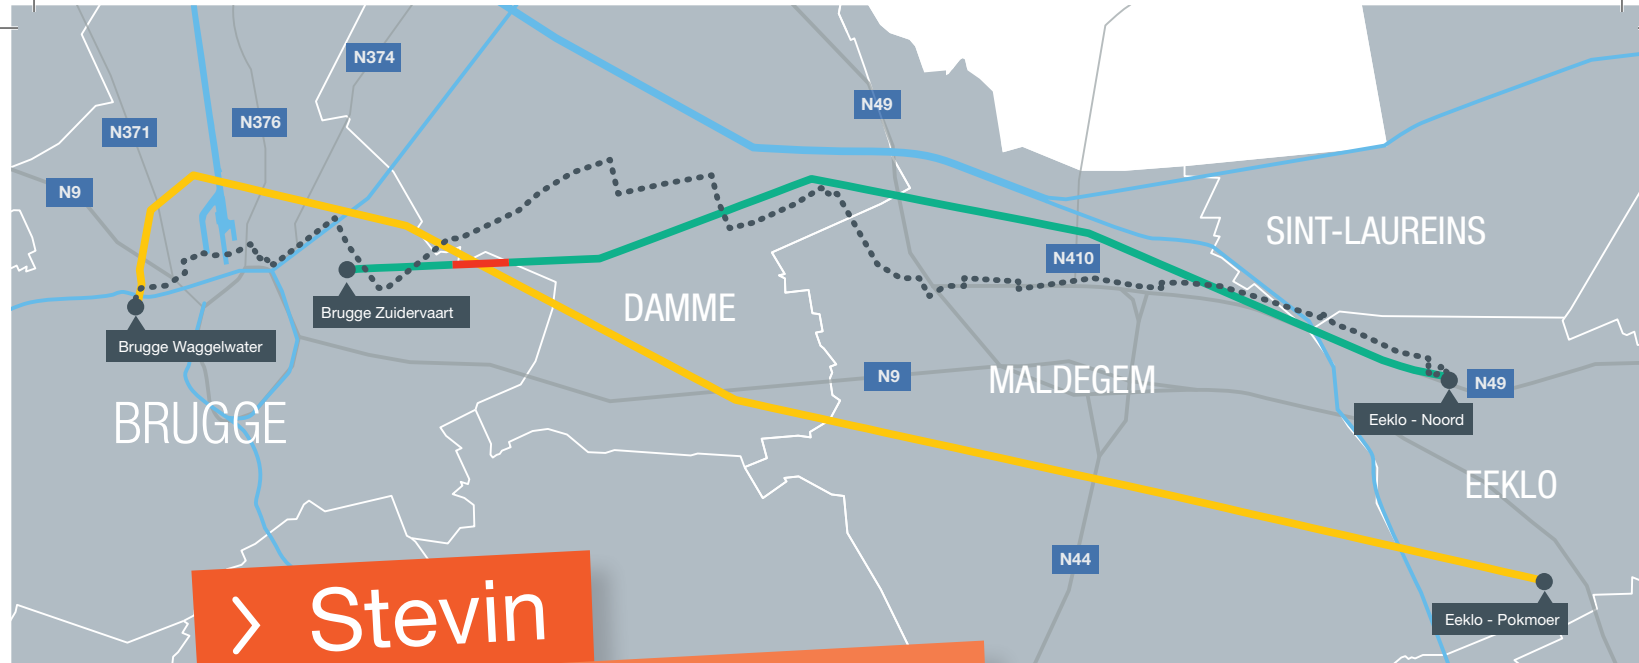 N374
N49
N376
N371
N9
SINT-LAUREINS
N410
DAMME
Brugge Zuidervaart
Brugge Waggelwater
N9
MALDEGEM
N49
Eeklo - Noord
BRUGGE
EEKLO
N44
Stevin
Eeklo - Pokmoer